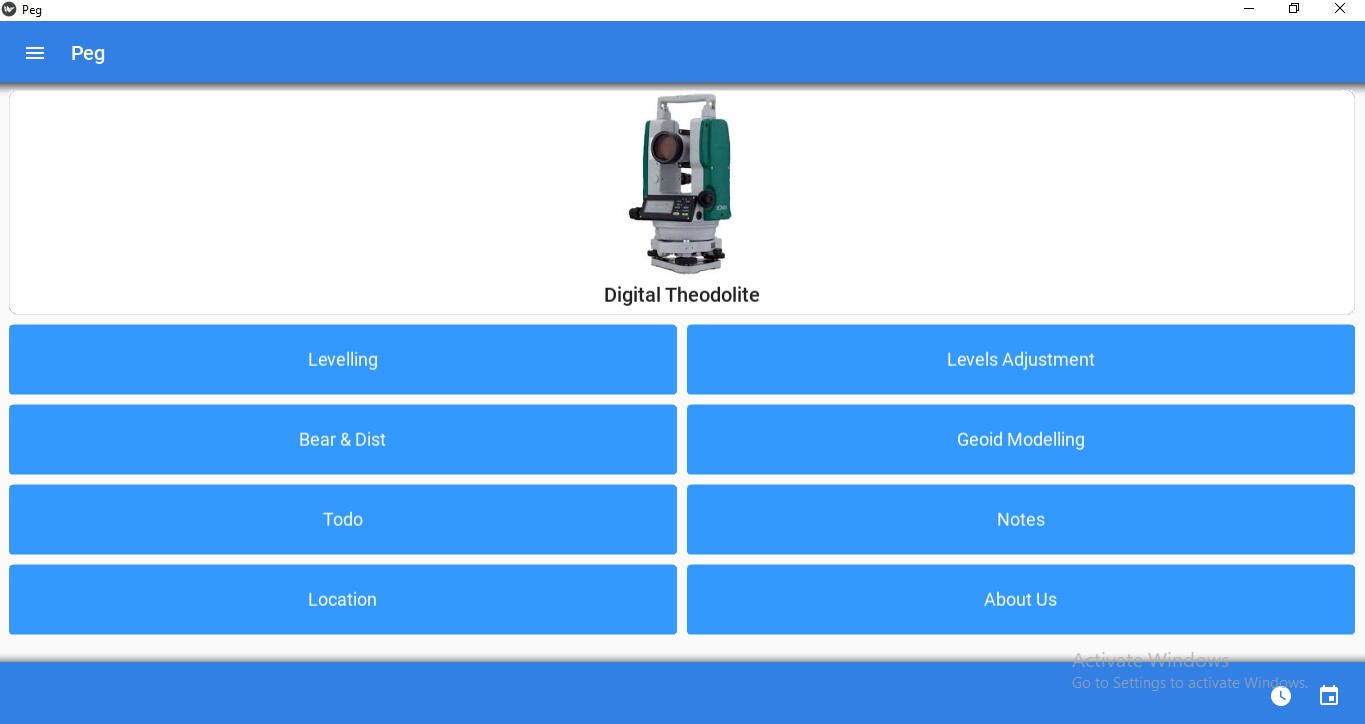 Peg
Peg
Digital Theodolite
Levelling
Levels Adjustment
Bear & Dist
Geoid Modelling
Todo
Notes
Location
About Us
Activate Windows
Go to Settings to activate Windows.